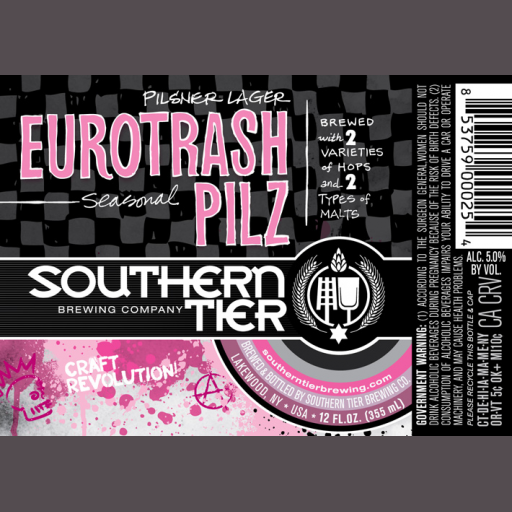 PILSNER LAGER
EUROTRASH
Seasonal PILZ
BREWED
with 2
VARIETIES
of HOPS
and 2
TYPES of
MALTS
SOUTHERN
BREWING COMPANY TIER
CRAFT
REVOLUTION!
southerntierbrewing.com
BREWED & BOTTLED BY SOUTHERN TIER BREWING CO.
LAKEWOOD, NY • USA • 12 FL.OZ. (355 mL)
GOVERNMENT WARNING: (1) ACCORDING TO THE SURGEON GENERAL, WOMEN SHOULD NOT
DRINK ALCOHOLIC BEVERAGES DURING PREGNANCY BECAUSE OF THE RISK OF BIRTH DEFECTS. (2)
CONSUMPTION OF ALCOHOLIC BEVERAGES IMPAIRS YOUR ABILITY TO DRIVE A CAR OR OPERATE
MACHINERY, AND MAY CAUSE HEALTH PROBLEMS.
PLEASE RECYCLE THIS BOTTLE & CAP
CT-DE-HI-IA-MA-ME-NY
OR-VT 5¢ OK+ MI10¢
CA CRV
8 53759 00025 4
ALC. 5.0%
BY VOL.